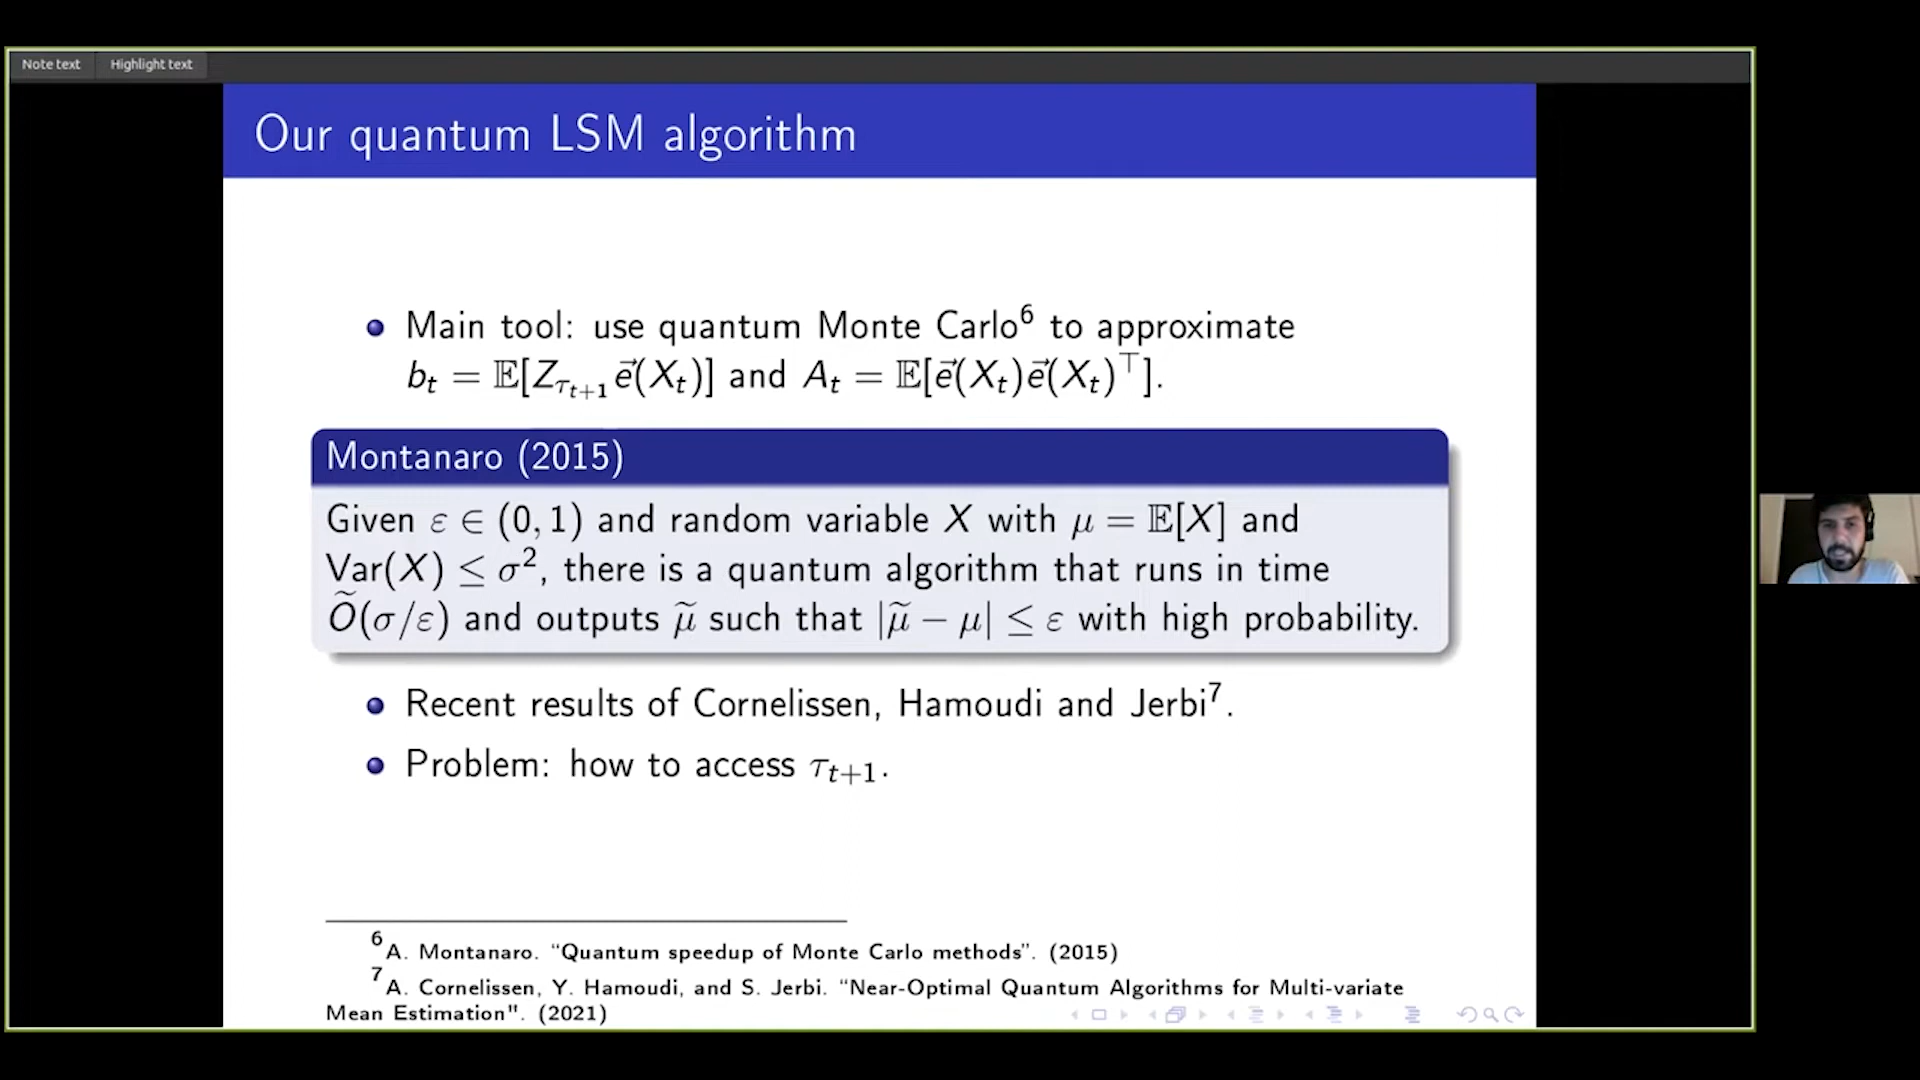 Note text Highlight text
Our quantum LSM algorithm
Main tool: use quantum Monte Carlo⁶ to approximate
b_t = 𝔼[Z_{τ_{t+1}} e⃗(X_t)] and A_t = 𝔼[e⃗(X_t)e⃗(X_t)^⊤].
Montanaro (2015)
Given ε ∈ (0, 1) and random variable X with μ = 𝔼[X] and
Var(X) ≤ σ², there is a quantum algorithm that runs in time
Õ(σ/ε) and outputs μ̃ such that |μ̃ − μ| ≤ ε with high probability.
Recent results of Cornelissen, Hamoudi and Jerbi⁷.
Problem: how to access τ_{t+1}.
⁶A. Montanaro. “Quantum speedup of Monte Carlo methods”. (2015)
⁷A. Cornelissen, Y. Hamoudi, and S. Jerbi. “Near-Optimal Quantum Algorithms for Multi-variate
Mean Estimation". (2021)